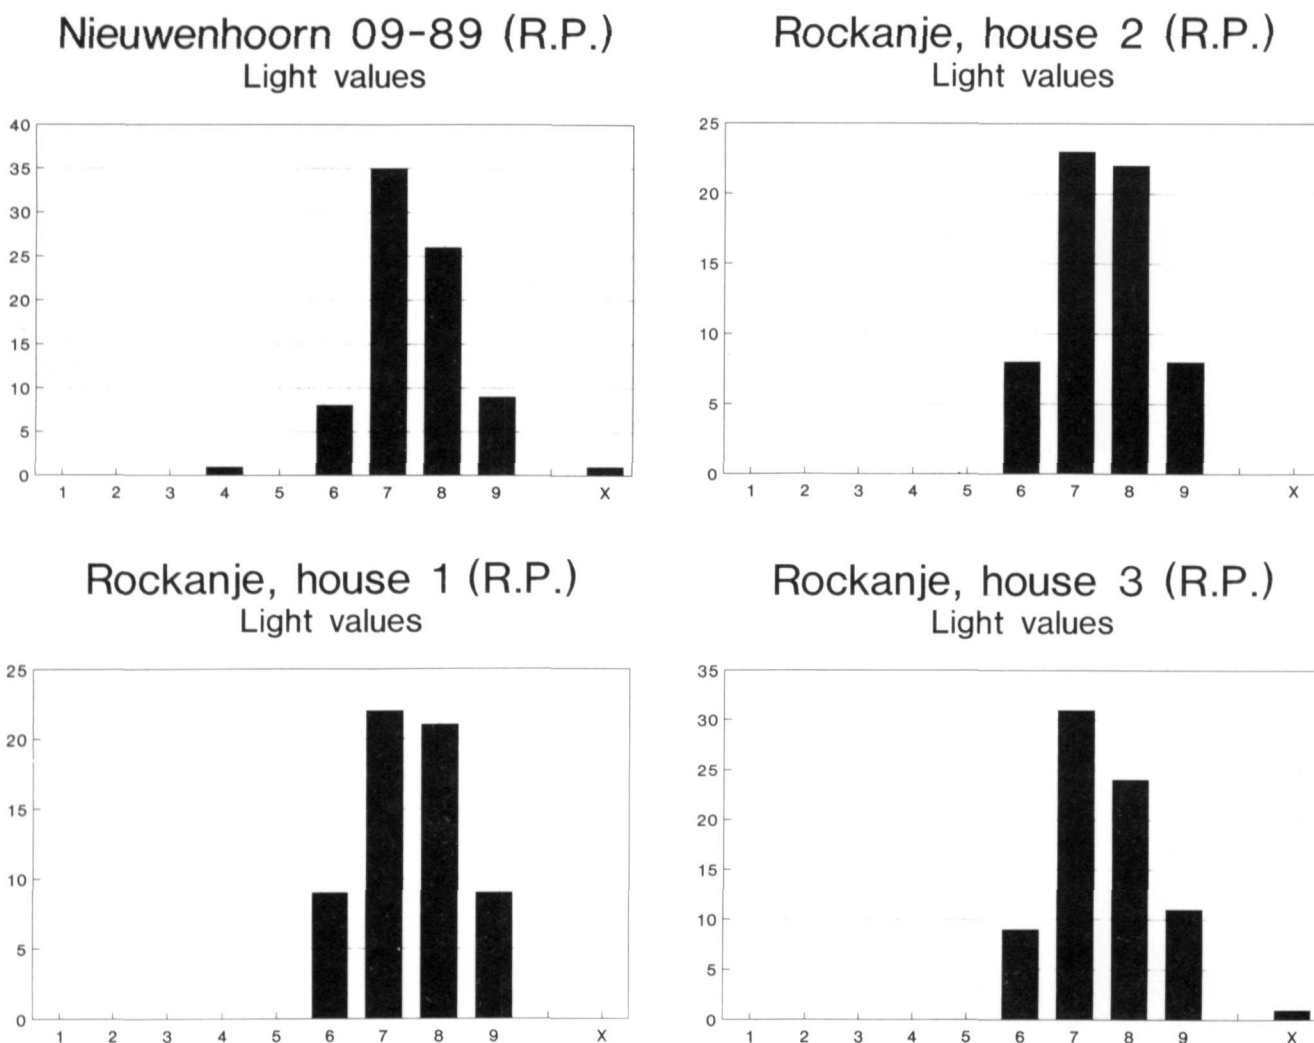 Nieuwenhoorn 09-89 (R.P.)
Light values
40
35
30
25
20
15
10
5
0
1 2 3 4 5 6 7 8 9 X
Rockanje, house 2 (R.P.)
Light values
25
20
15
10
5
0
1 2 3 4 5 6 7 8 9 X
Rockanje, house 1 (R.P.)
Light values
25
20
15
10
5
0
1 2 3 4 5 6 7 8 9 X
Rockanje, house 3 (R.P.)
Light values
35
30
25
20
15
10
5
0
1 2 3 4 5 6 7 8 9 X